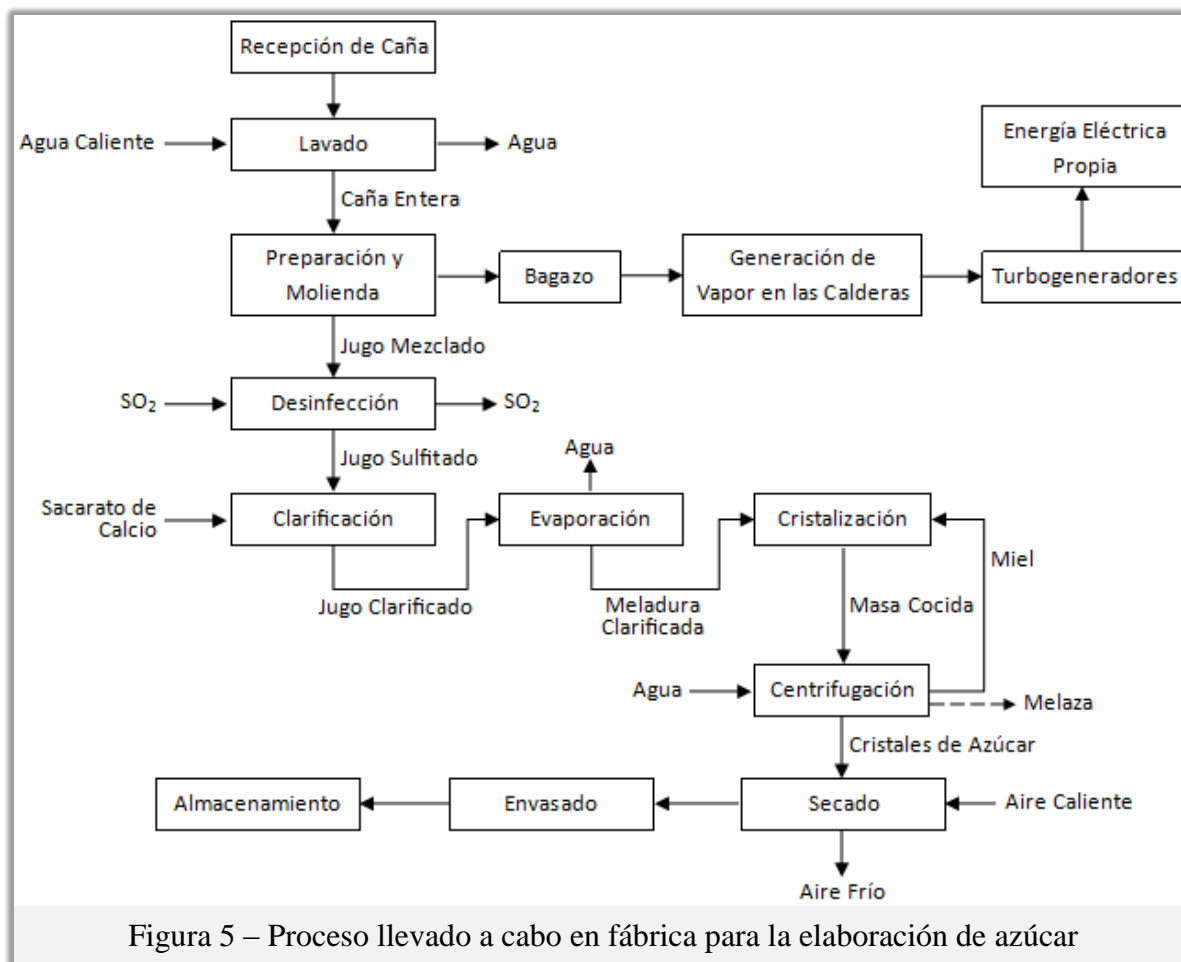 Recepción de Caña
Agua Caliente
Lavado
Agua
Energía Eléctrica
Propia
Caña Entera
Preparación y
Molienda
Bagazo
Generación de
Vapor en las Calderas
Turbogeneradores
Jugo Mezclado
SO₂
Desinfección
SO₂
Jugo Sulfitado
Agua
Sacarato de
Calcio
Clarificación
Evaporación
Cristalización
Miel
Jugo Clarificado
Meladura
Clarificada
Masa Cocida
Agua
Centrifugación
Melaza
Cristales de Azúcar
Almacenamiento
Envasado
Secado
Aire Caliente
Aire Frío
Figura 5 – Proceso llevado a cabo en fábrica para la elaboración de azúcar